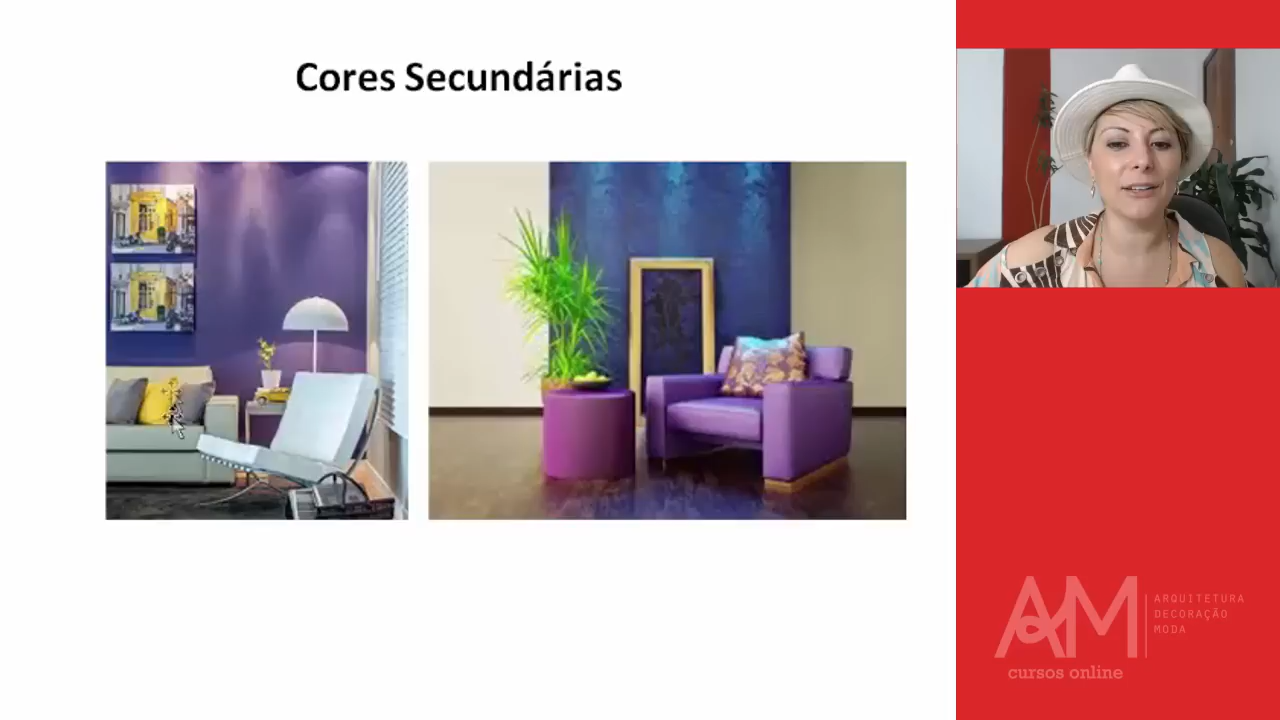 Cores Secundárias
AM
ARQUITETURA
DECORAÇÃO
MODA
cursos online